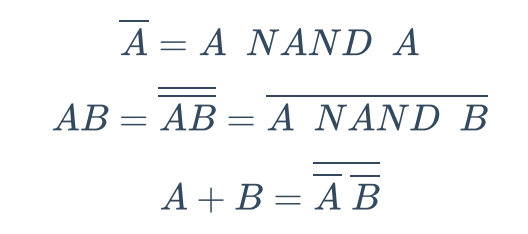 $\overline{A} = A \ NAND \ A$
$AB = \overline{\overline{AB}} = \overline{A \ NAND \ B}$
$A + B = \overline{\overline{A} \, \overline{B}}$